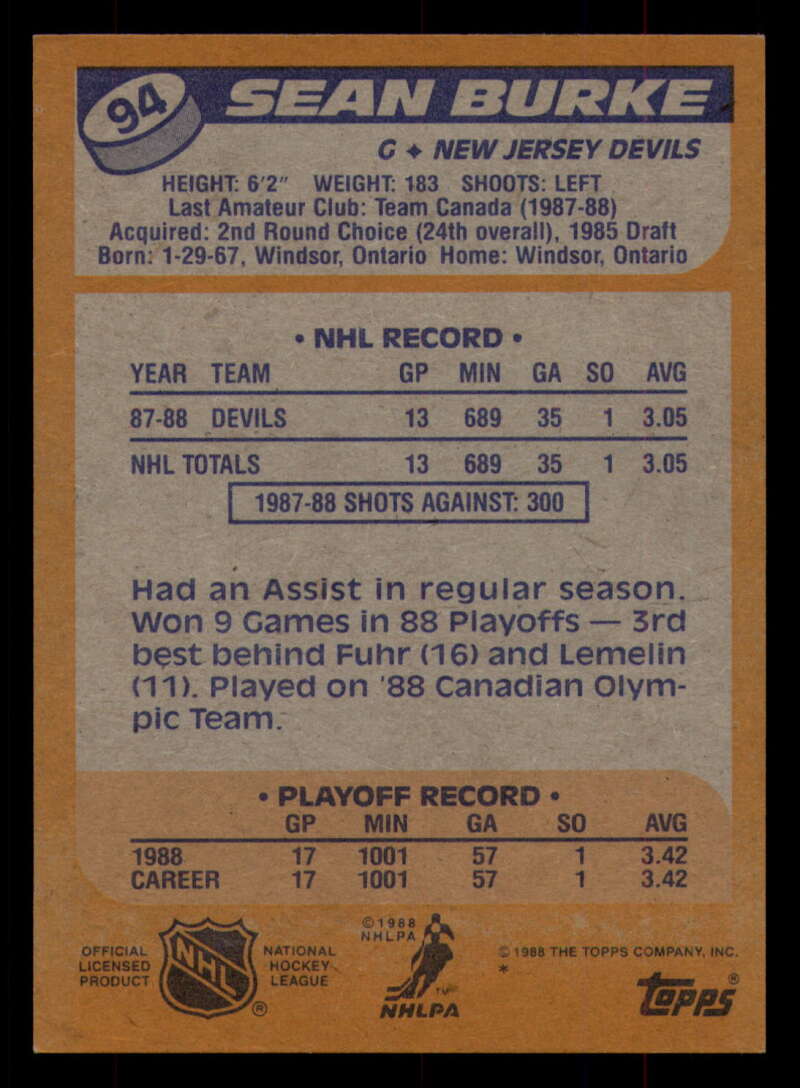 94
SEAN BURKE
G ✦ NEW JERSEY DEVILS
HEIGHT: 6'2" WEIGHT: 183 SHOOTS: LEFT
Last Amateur Club: Team Canada (1987-88)
Acquired: 2nd Round Choice (24th overall), 1985 Draft
Born: 1-29-67, Windsor, Ontario Home: Windsor, Ontario
• NHL RECORD •
YEAR TEAM GP MIN GA SO AVG
87-88 DEVILS 13 689 35 1 3.05
NHL TOTALS 13 689 35 1 3.05
1987-88 SHOTS AGAINST: 300
Had an Assist in regular season.
Won 9 Games in 88 Playoffs — 3rd
best behind Fuhr (16) and Lemelin
(11). Played on '88 Canadian Olym-
pic Team.
• PLAYOFF RECORD •
GP MIN GA SO AVG
1988 17 1001 57 1 3.42
CAREER 17 1001 57 1 3.42
OFFICIAL
LICENSED
PRODUCT
NHL
®
NATIONAL
HOCKEY
LEAGUE
©1988
NHLPA
TM
NHLPA
© 1988 THE TOPPS COMPANY, INC.
*
topps®